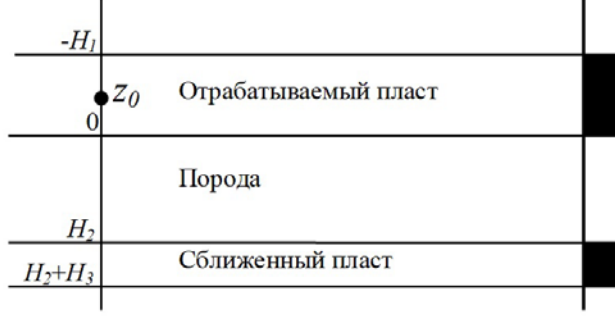 -H₁
z₀ Отрабатываемый пласт
0
Порода
H₂
Сближенный пласт
H₂+H₃